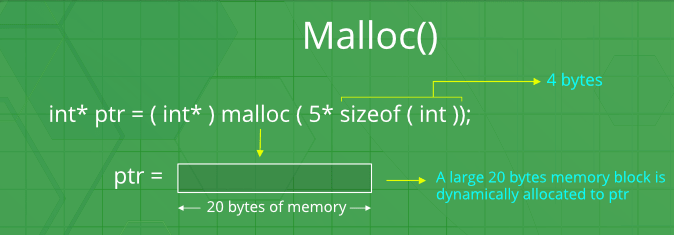 Malloc()
4 bytes
int* ptr = ( int* ) malloc ( 5* sizeof ( int ));
ptr =
A large 20 bytes memory block is
dynamically allocated to ptr
20 bytes of memory